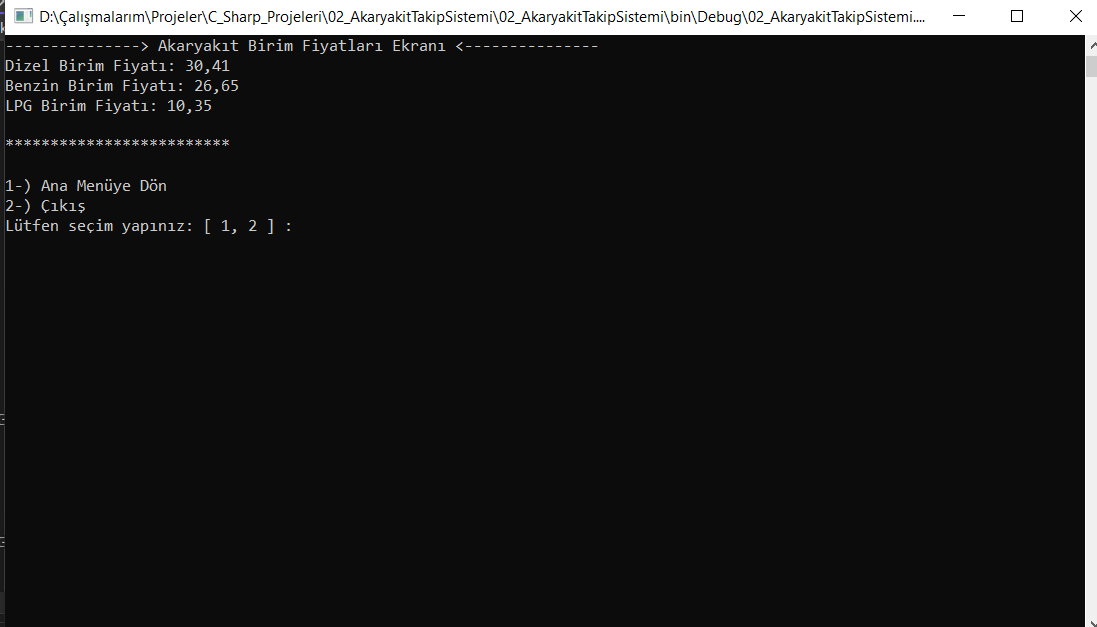 D:\Çalışmalarım\Projeler\C_Sharp_Projeleri\02_AkaryakitTakipSistemi\02_AkaryakitTakipSistemi\bin\Debug\02_AkaryakitTakipSistemi....
---------------> Akaryakıt Birim Fiyatları Ekranı <---------------
Dizel Birim Fiyatı: 30,41
Benzin Birim Fiyatı: 26,65
LPG Birim Fiyatı: 10,35
*************************
1-) Ana Menüye Dön
2-) Çıkış
Lütfen seçim yapınız: [ 1, 2 ] :